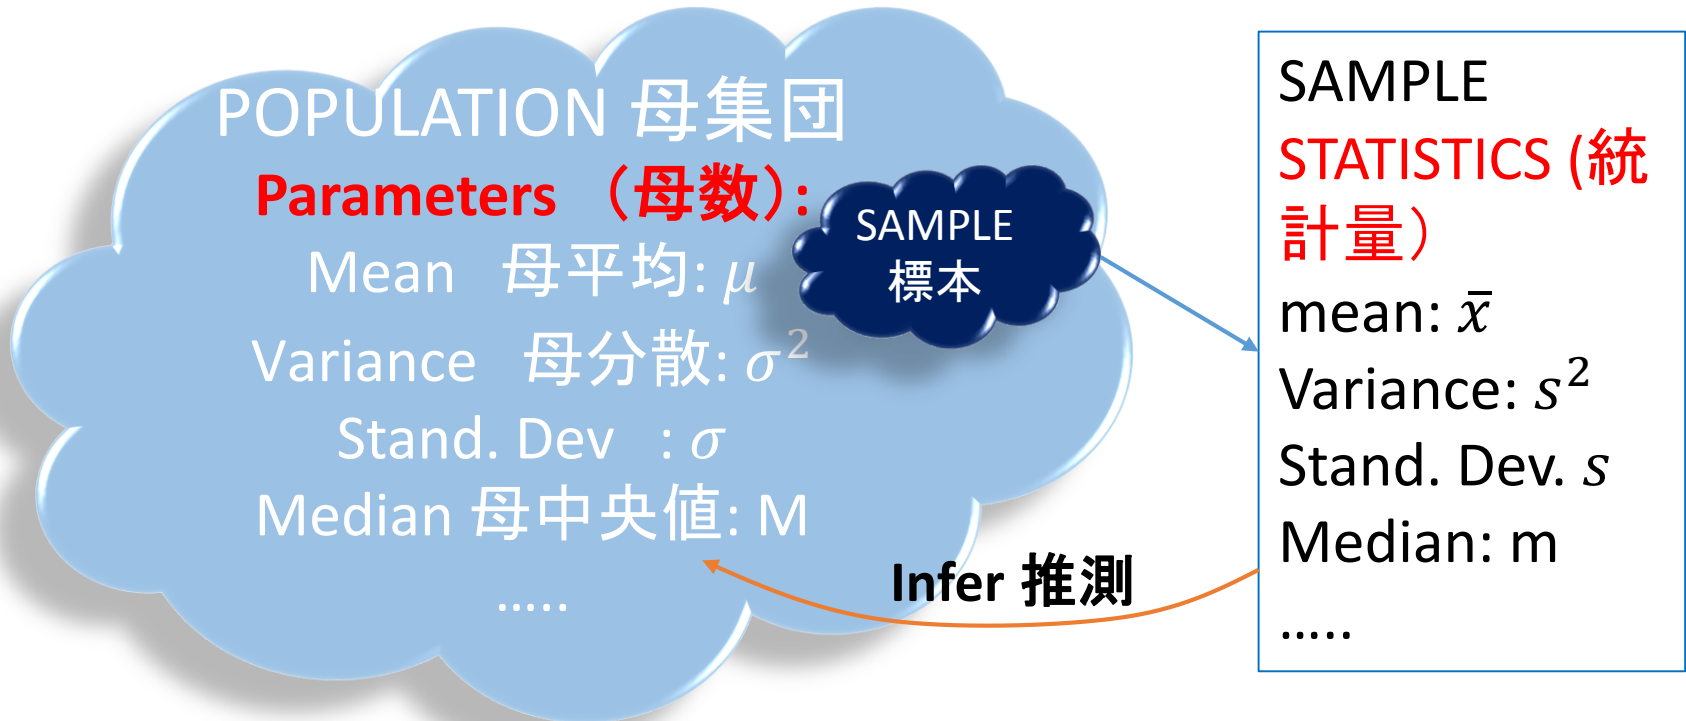 POPULATION 母集団
Parameters （母数）:
Mean 母平均: μ
Variance 母分散: σ²
Stand. Dev : σ
Median 母中央値: M
.....
SAMPLE
標本
Infer 推測
SAMPLE
STATISTICS (統
計量）
mean: x̄
Variance: s²
Stand. Dev. s
Median: m
.....